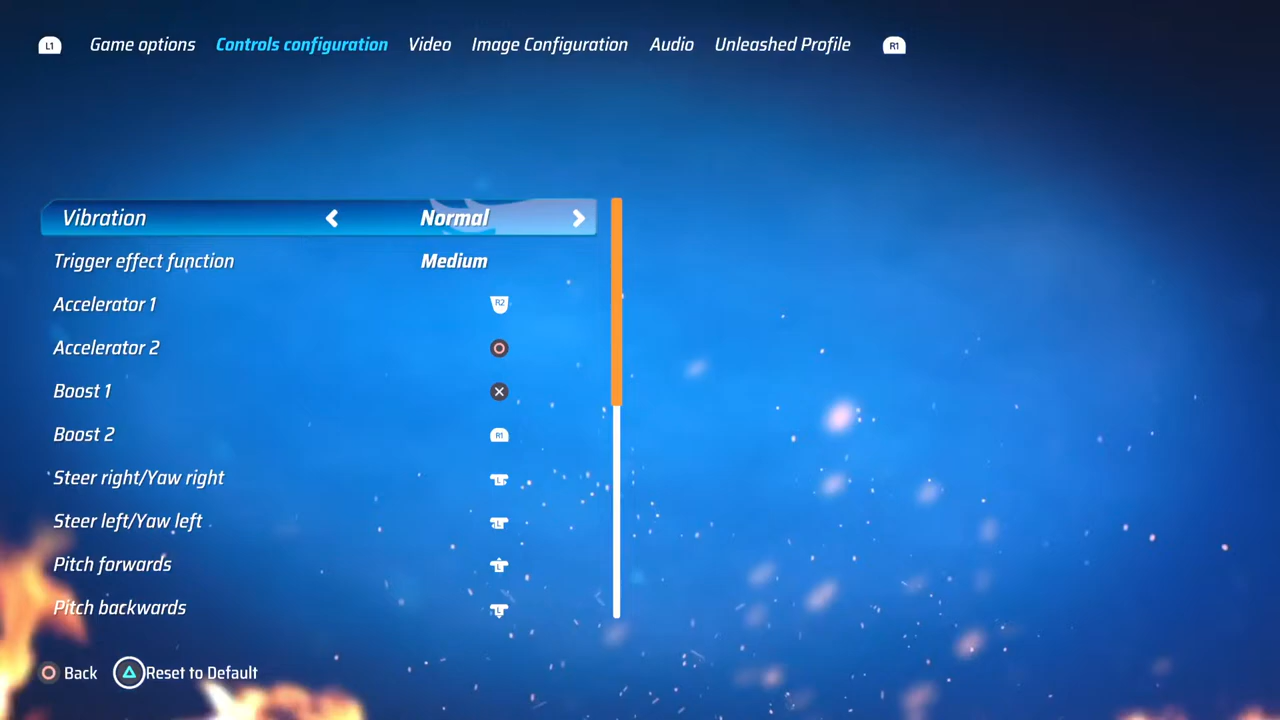 L1 Game options Controls configuration Video Image Configuration Audio Unleashed Profile R1
Vibration Normal
Trigger effect function Medium
Accelerator 1 R2
Accelerator 2
Boost 1
Boost 2 R1
Steer right/Yaw right L
Steer left/Yaw left L
Pitch forwards L
Pitch backwards L
Back Reset to Default